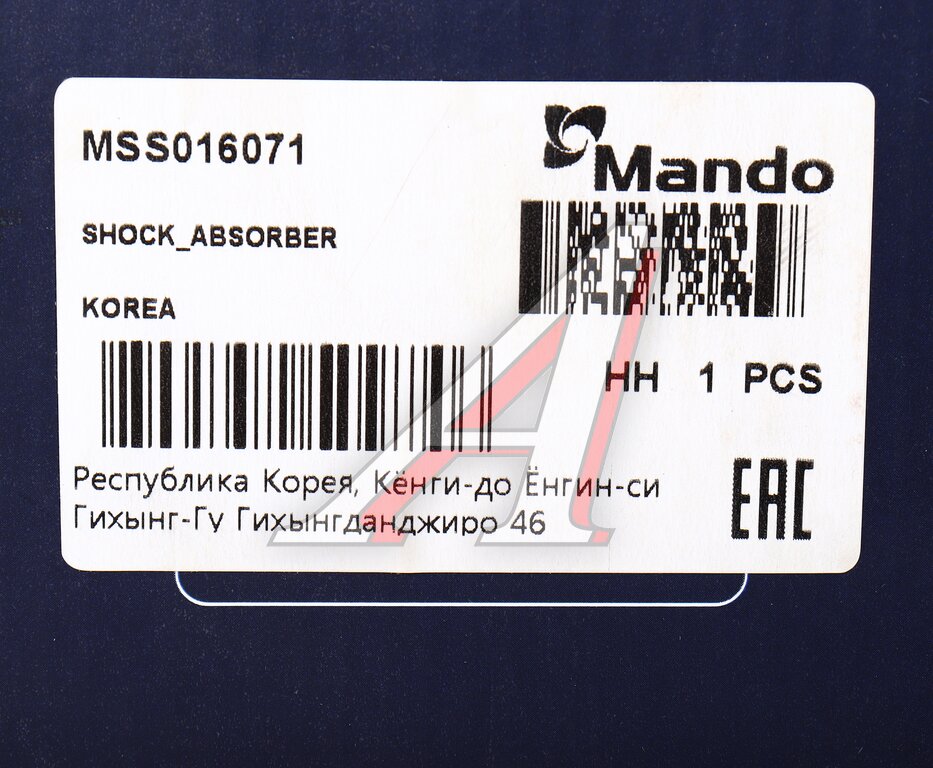 MSS016071
Mando
SHOCK_ABSORBER
KOREA
HH 1 PCS
Республика Корея, Кёнги-до Ёнгин-си
Гихынг-Гу Гихынгданджиро 46
EAC